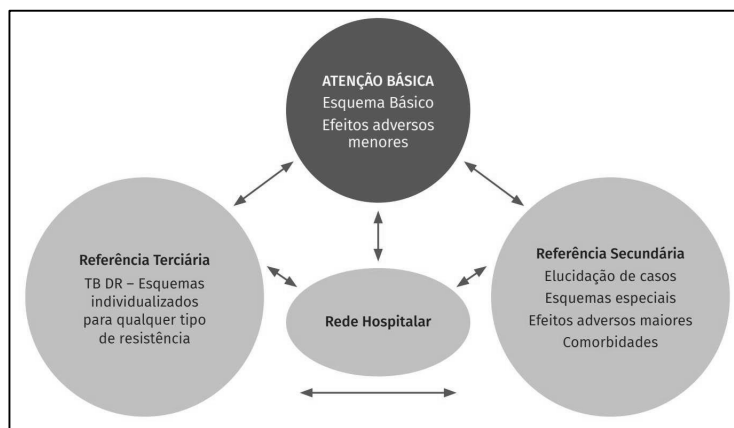 ATENÇÃO BÁSICA
Esquema Básico
Efeitos adversos
menores
Referência Terciária
TB DR – Esquemas
individualizados
para qualquer tipo
de resistência
Rede Hospitalar
Referência Secundária
Elucidação de casos
Esquemas especiais
Efeitos adversos maiores
Comorbidades